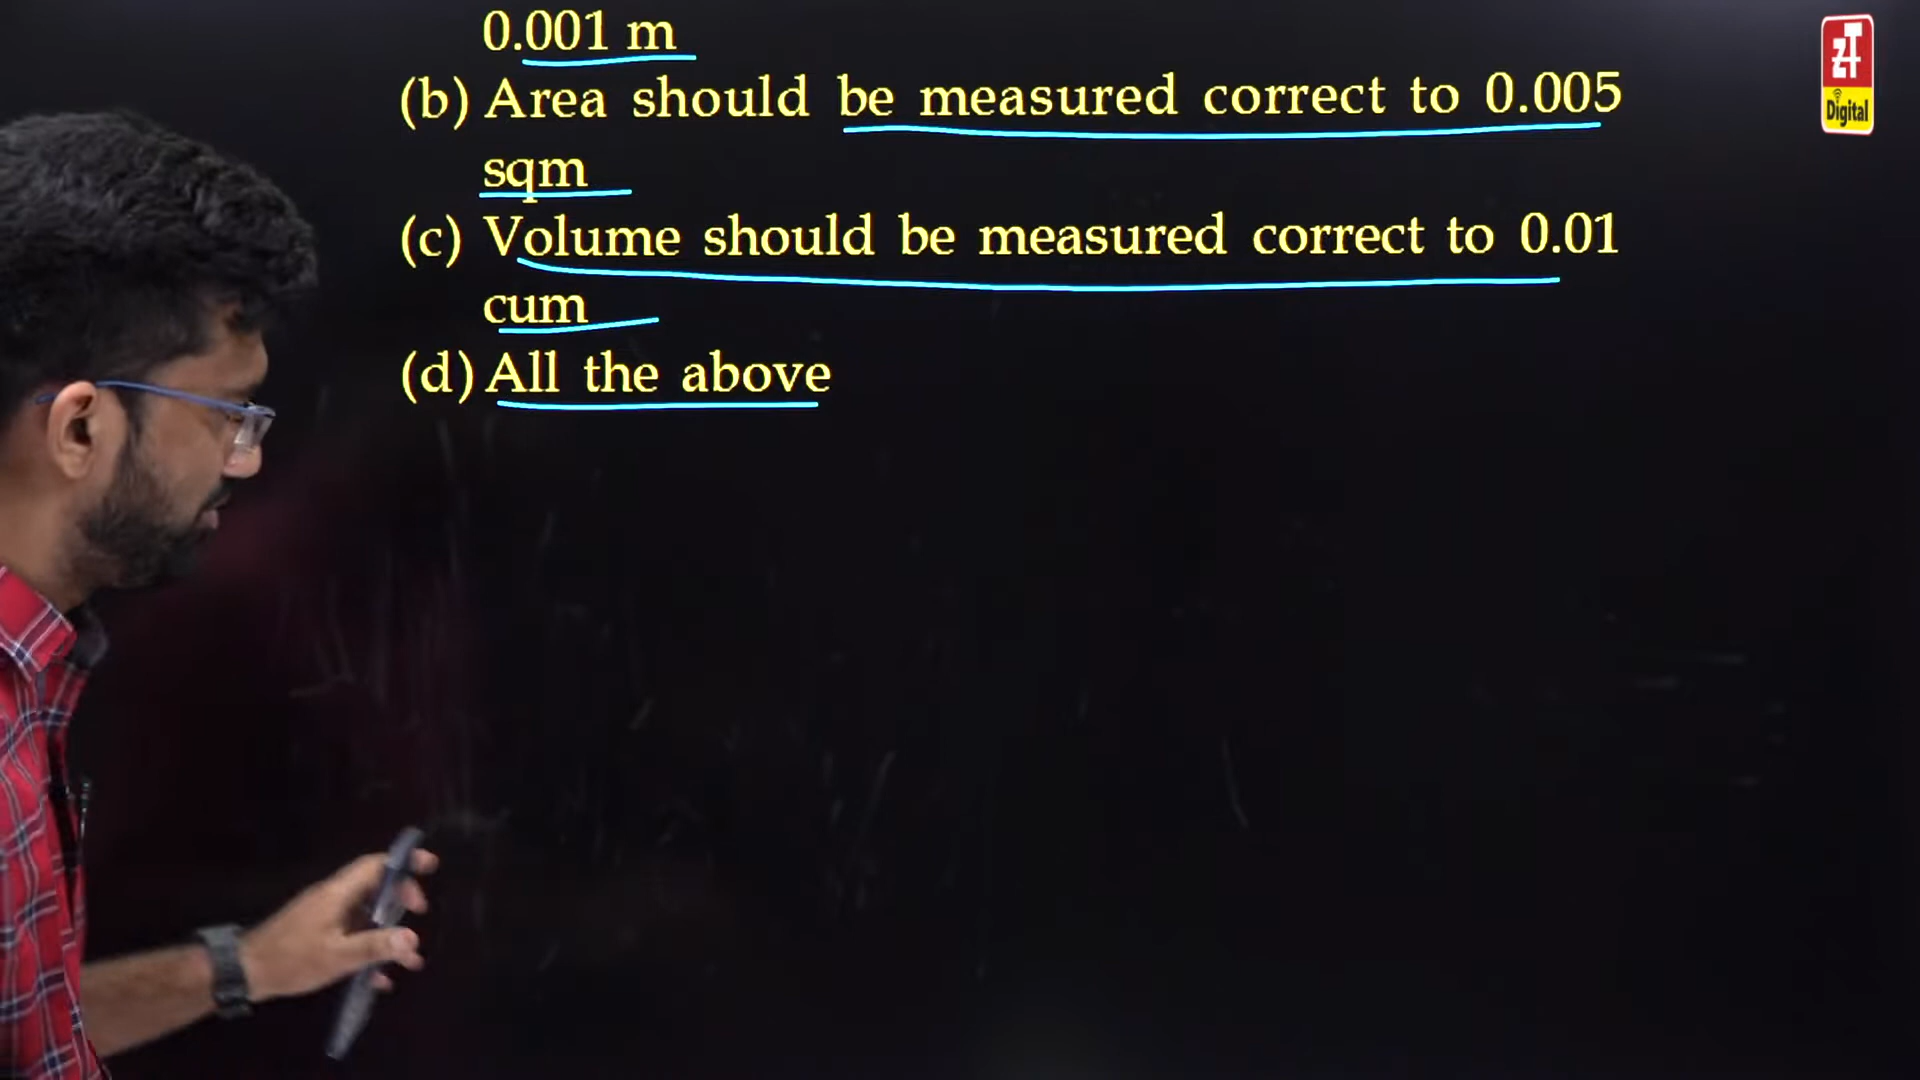 0.001 m
(b) Area should be measured correct to 0.005
sqm
(c) Volume should be measured correct to 0.01
cum
(d) All the above
ZT
Digital